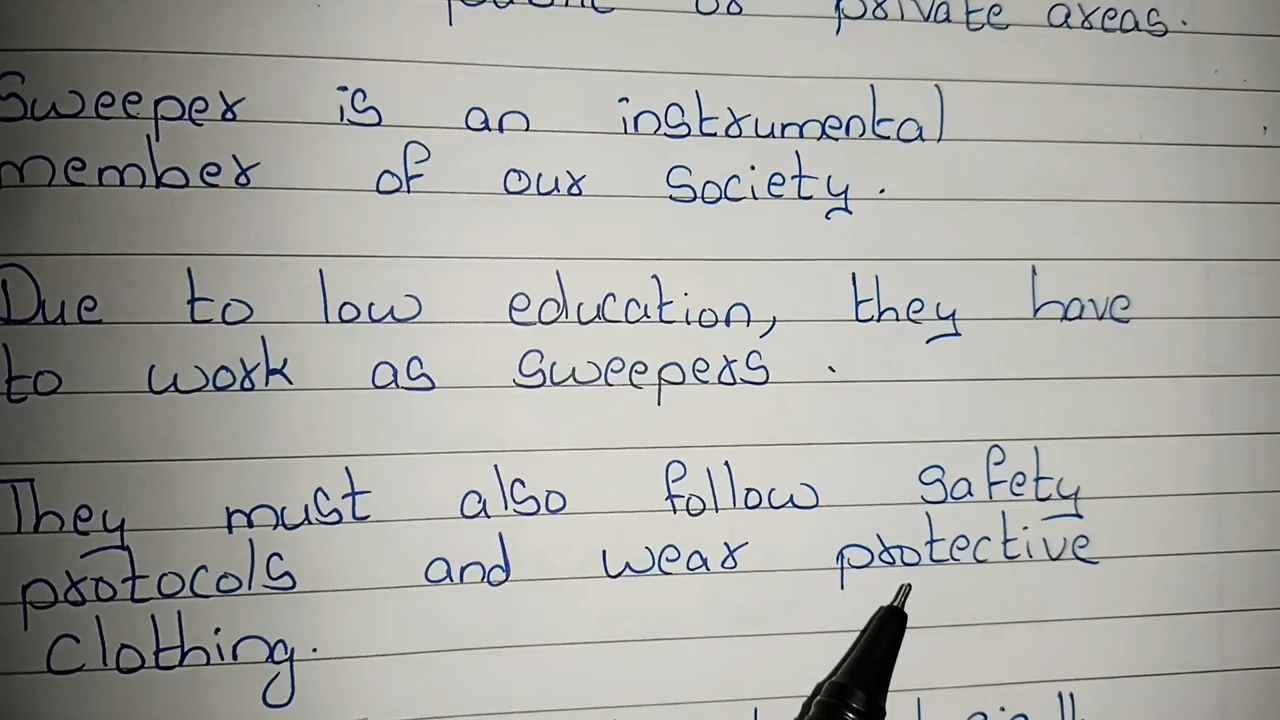 private areas.
Sweeper is an instrumental
member of our society.
Due to low education, they have
to work as sweepers.
They must also follow safety
protocols and wear protective
clothing.